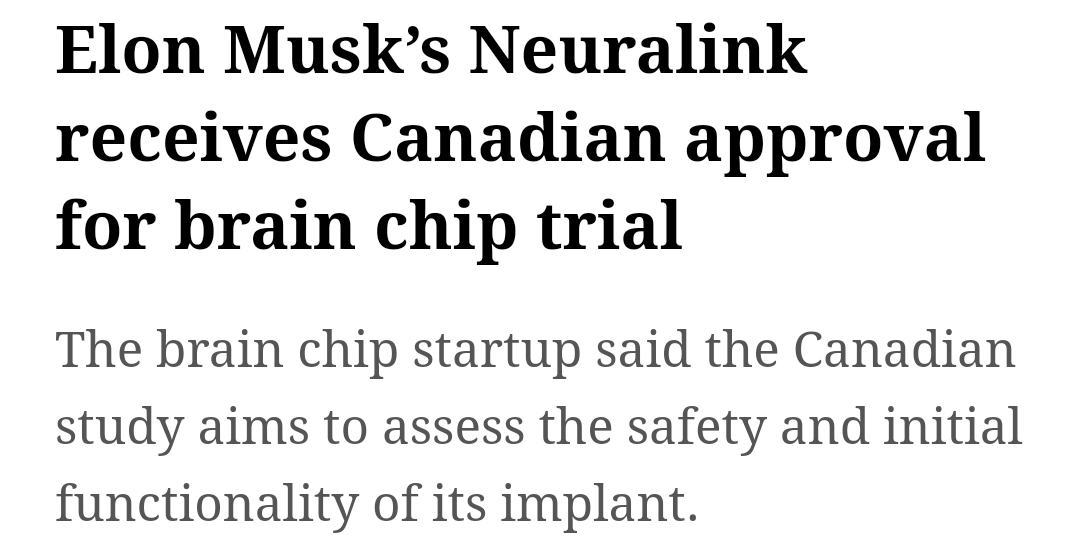 Elon Musk’s Neuralink
receives Canadian approval
for brain chip trial
The brain chip startup said the Canadian
study aims to assess the safety and initial
functionality of its implant.